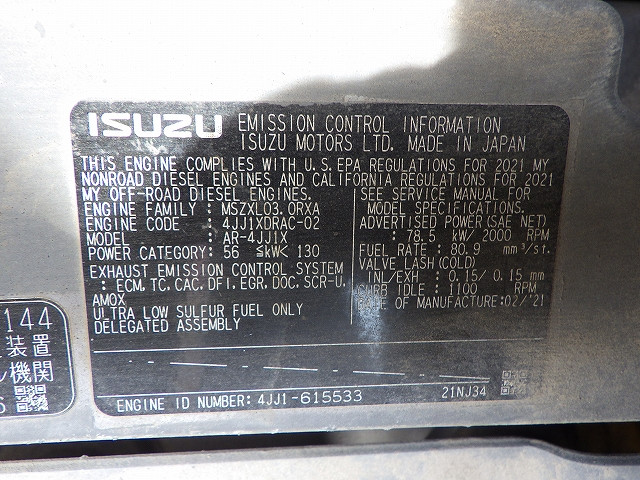 ISUZU EMISSION CONTROL INFORMATION
ISUZU MOTORS LTD. MADE IN JAPAN
THIS ENGINE COMPLIES WITH U.S.EPA REGULATIONS FOR 2021 MY
NONROAD DIESEL ENGINES AND CALIFORNIA REGULATIONS FOR 2021
MY OFF-ROAD DIESEL ENGINES.
ENGINE FAMILY : MSZXL03.0RXA
ENGINE CODE : 4JJ1XDRAC-02
MODEL : AR-4JJ1X
POWER CATEGORY: 56 ≦kW< 130
EXHAUST EMISSION CONTROL SYSTEM
: ECM,TC,CAC,DFI,EGR,DOC,SCR-U,
AMOX
ULTRA LOW SULFUR FUEL ONLY
DELEGATED ASSEMBLY
SEE SERVICE MANUAL FOR
MODEL SPECIFICATIONS.
ADVERTISED POWER(SAE NET)
: 78.5 kW/ 2000 RPM
FUEL RATE: 80.9 mm³/st.
VALVE LASH(COLD)
INL/EXH : 0.15/ 0.15 mm
CURB IDLE : 1100 RPM
DATE OF MANUFACTURE:02/'21
ENGINE ID NUMBER: 4JJ1-615533
21NJ34
144
装置
機関